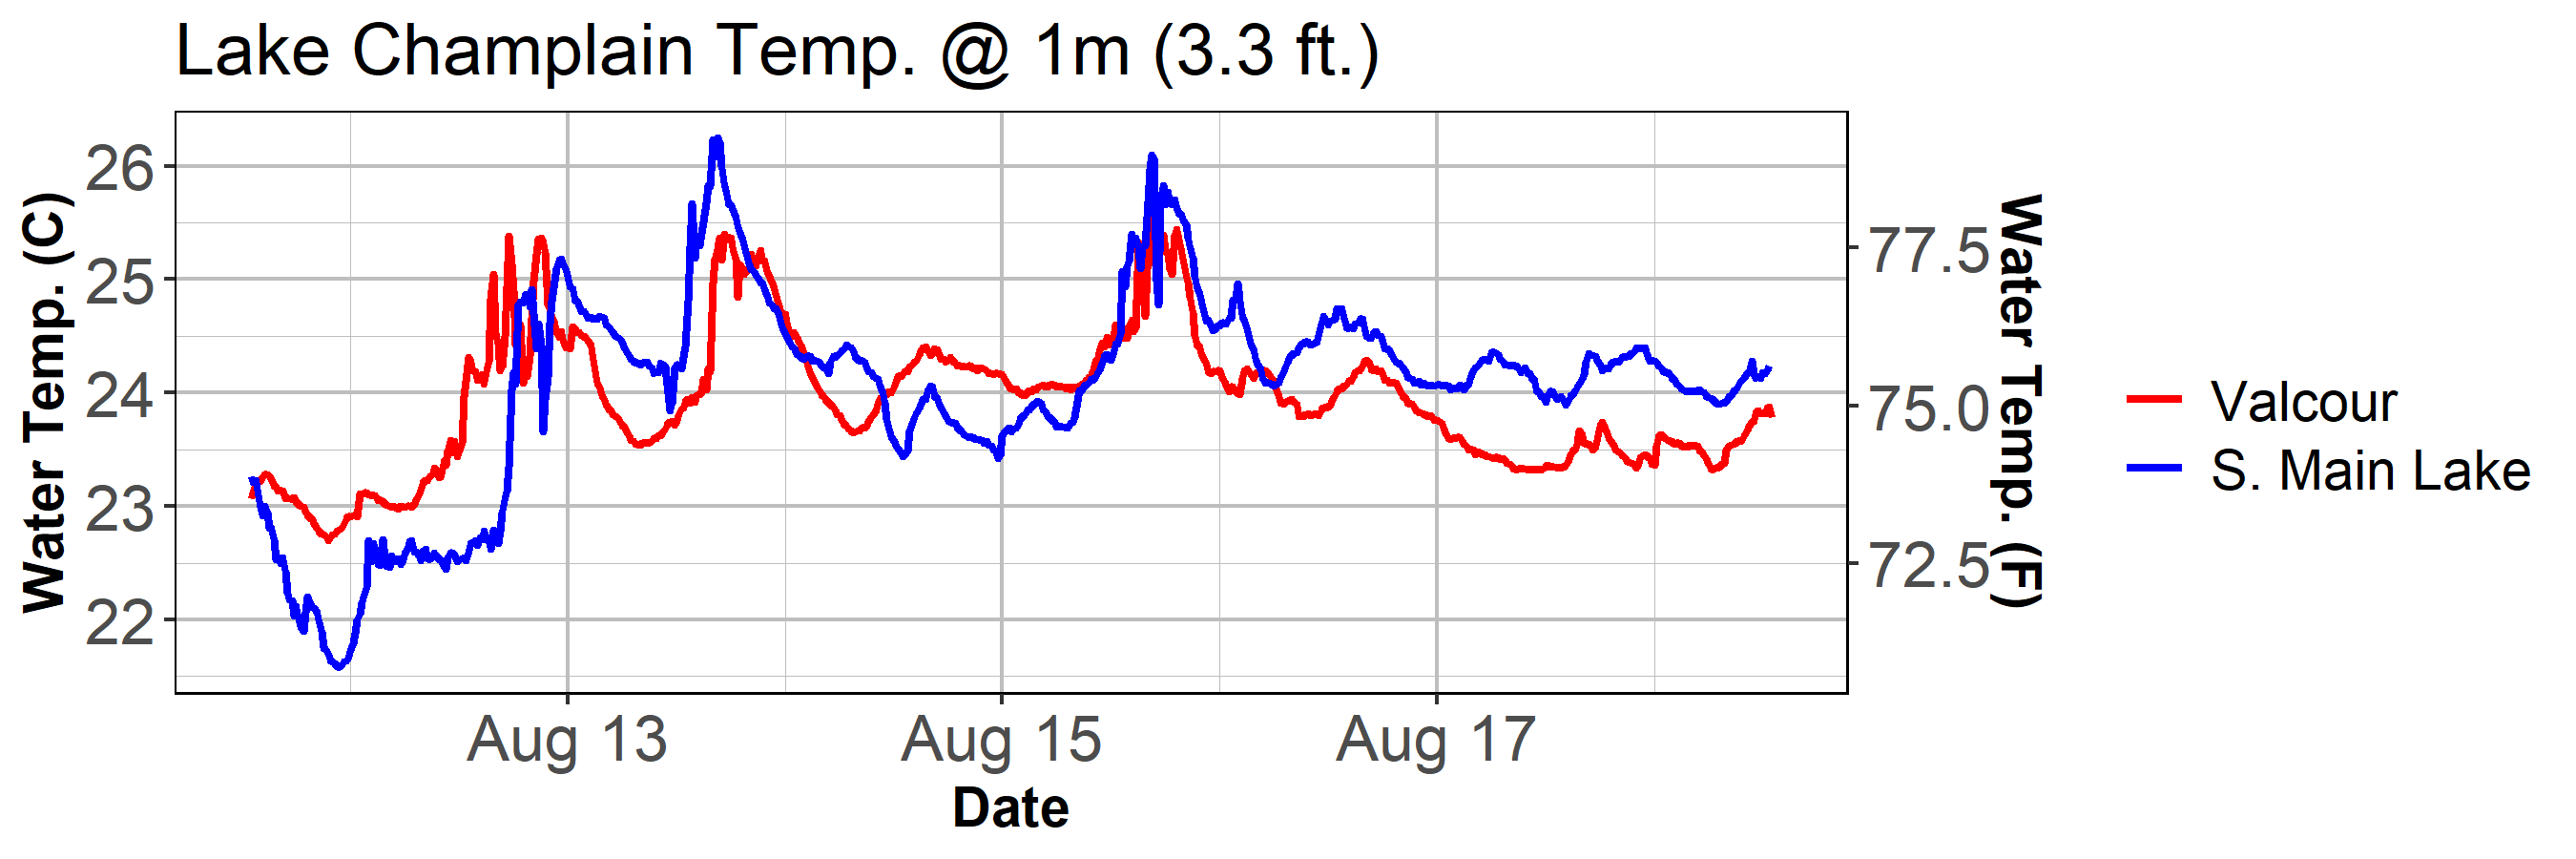 Lake Champlain Temp. @ 1m (3.3 ft.)
Water Temp. (C)
26
25
24
23
22
77.5
75.0
72.5
Water Temp. (F)
Valcour
S. Main Lake
Aug 13
Aug 15
Aug 17
Date